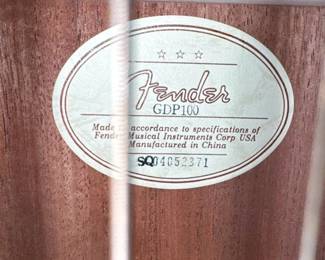 ☆ ☆ ☆
Fender
GDP100
Made in accordance to specifications of
Fender Musical Instruments Corp USA
Manufactured in China
SQ04052371